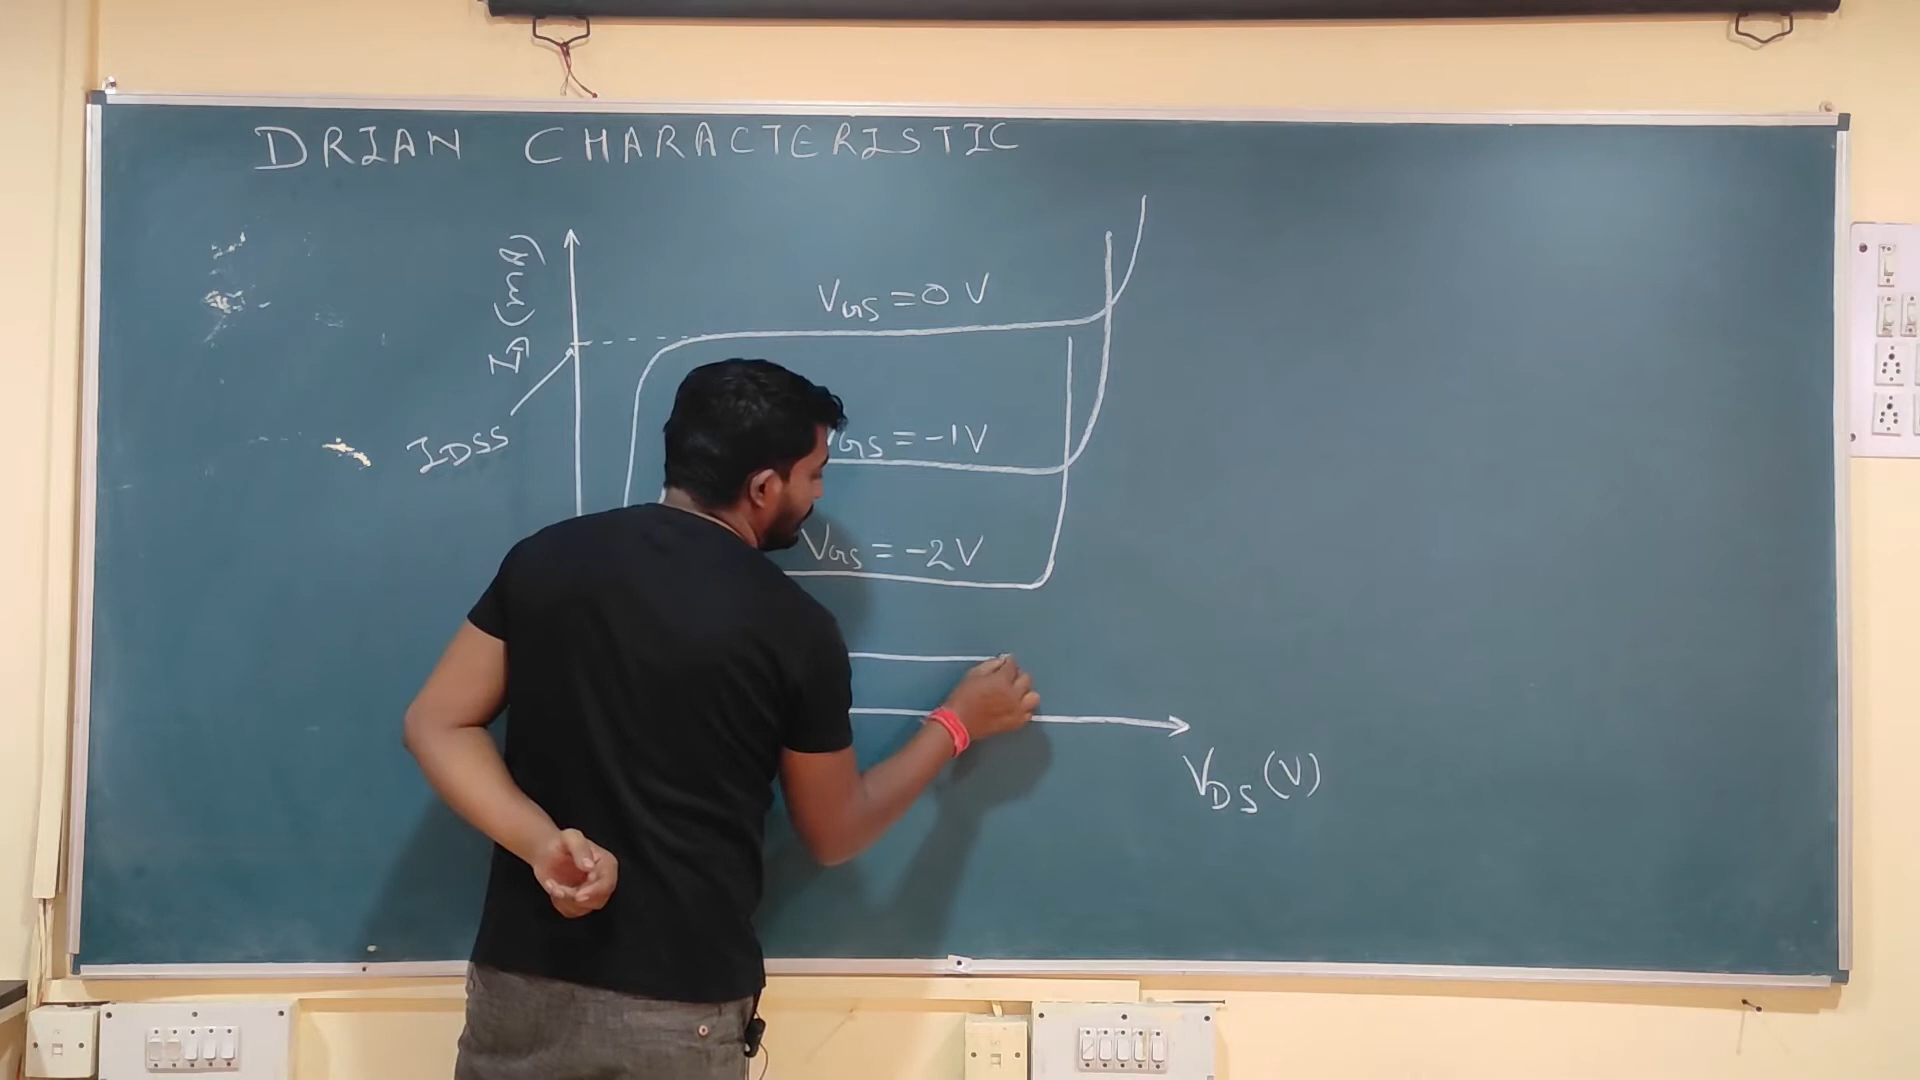 DRIAN CHARACTERISTIC
ID (mA)
VGS = 0 V
IDSS
VGS = -1V
VGS = -2V
VDS (V)